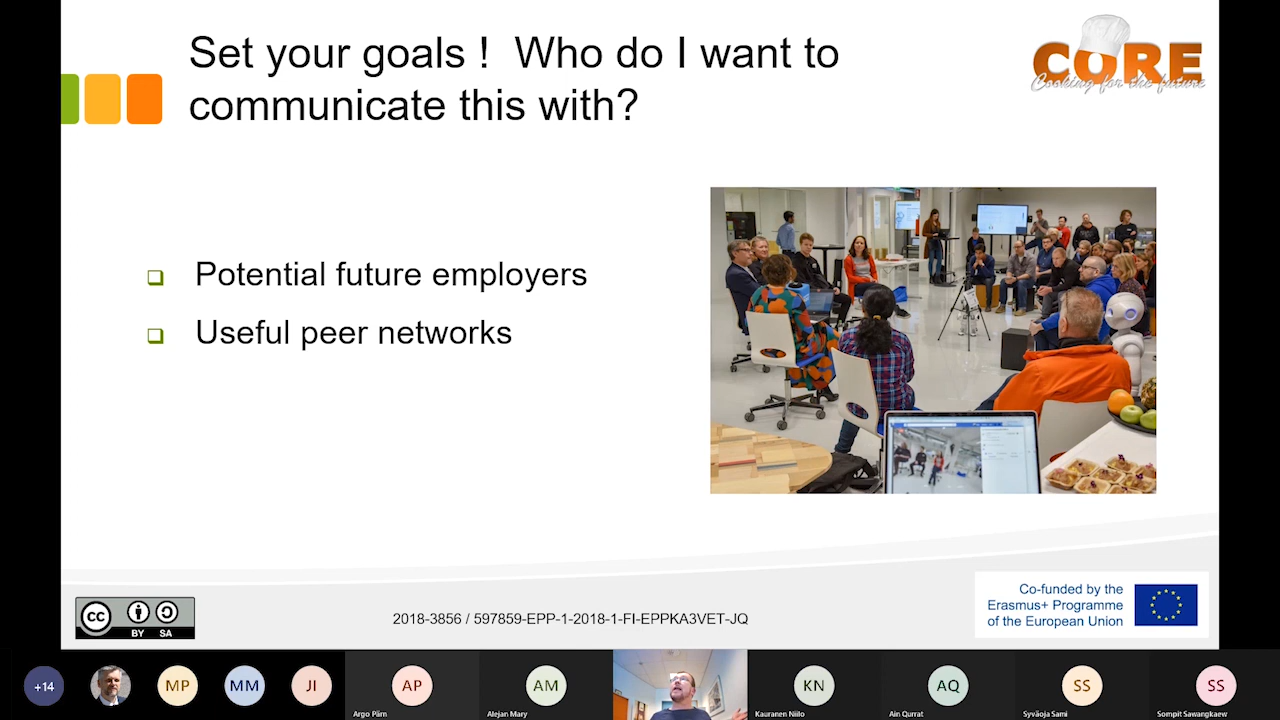 Set your goals ! Who do I want to
communicate this with?
CORE
Cooking for the future
Potential future employers
Useful peer networks
cc
BY SA
2018-3856 / 597859-EPP-1-2018-1-FI-EPPKA3VET-JQ
Co-funded by the
Erasmus+ Programme
of the European Union
+14
MP
MM
JI
AP
Argo Pärn
AM
Alejan Mary
KN
Kauranen Niilo
AQ
Ain Qurrat
SS
Syväoja Sami
SS
Sompit Sawangkaew